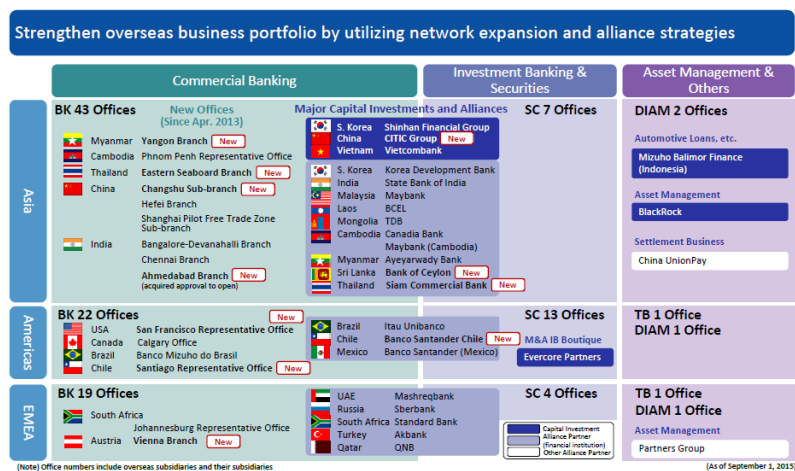 Strengthen overseas business portfolio by utilizing network expansion and alliance strategies
Commercial Banking
Investment Banking &
Securities
Asset Management &
Others
Asia
BK 43 Offices
New Offices
(Since Apr. 2013)
Myanmar Yangon Branch New
Cambodia Phnom Penh Representative Office
Thailand Eastern Seaboard Branch New
China Changshu Sub-branch New
Hefei Branch
Shanghai Pilot Free Trade Zone
Sub-branch
India Bangalore-Devanahalli Branch
Chennai Branch
Ahmedabad Branch New
(acquired approval to open)
Major Capital Investments and Alliances
S. Korea Shinhan Financial Group
China CITIC Group New
Vietnam Vietcombank
S. Korea Korea Development Bank
India State Bank of India
Malaysia Maybank
Laos BCEL
Mongolia TDB
Cambodia Canadia Bank
Maybank (Cambodia)
Myanmar Ayeyarwady Bank
Sri Lanka Bank of Ceylon New
Thailand Siam Commercial Bank New
SC 7 Offices
DIAM 2 Offices
Automotive Loans, etc.
Mizuho Balimor Finance
(Indonesia)
Asset Management
BlackRock
Settlement Business
China UnionPay
Americas
BK 22 Offices
New
USA San Francisco Representative Office
Canada Calgary Office
Brazil Banco Mizuho do Brasil
Chile Santiago Representative Office New
Brazil Itau Unibanco
Chile Banco Santander Chile New
Mexico Banco Santander (Mexico)
SC 13 Offices
M&A IB Boutique
Evercore Partners
TB 1 Office
DIAM 1 Office
EMEA
BK 19 Offices
South Africa
Johannesburg Representative Office
Austria Vienna Branch New
UAE Mashreqbank
Russia Sberbank
South Africa Standard Bank
Turkey Akbank
Qatar QNB
SC 4 Offices
Capital Investment
Alliance Partner
(financial institution)
Other Alliance Partner
TB 1 Office
DIAM 1 Office
Asset Management
Partners Group
(Note) Office numbers include overseas subsidiaries and their subsidiaries
(As of September 1, 2015)